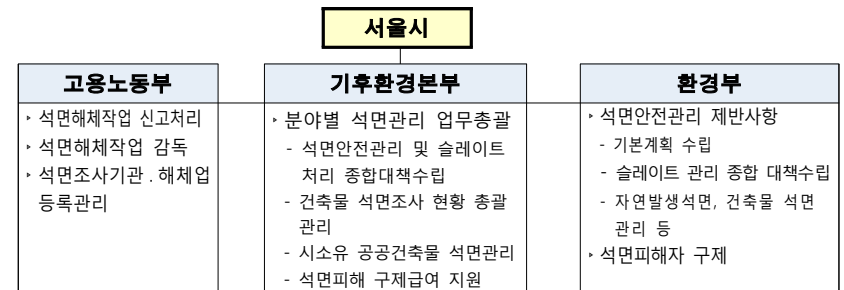 서울시
고용노동부
‣ 석면해체작업 신고처리
‣ 석면해체작업 감독
‣ 석면조사기관 . 해체업
등록관리
기후환경본부
‣ 분야별 석면관리 업무총괄
- 석면안전관리 및 슬레이트
처리 종합대책수립
- 건축물 석면조사 현황 총괄
관리
- 시소유 공공건축물 석면관리
- 석면피해 구제급여 지원
환경부
‣ 석면안전관리 제반사항
- 기본계획 수립
- 슬레이트 관리 종합 대책수립
- 자연발생석면, 건축물 석면
관리 등
‣ 석면피해자 구제